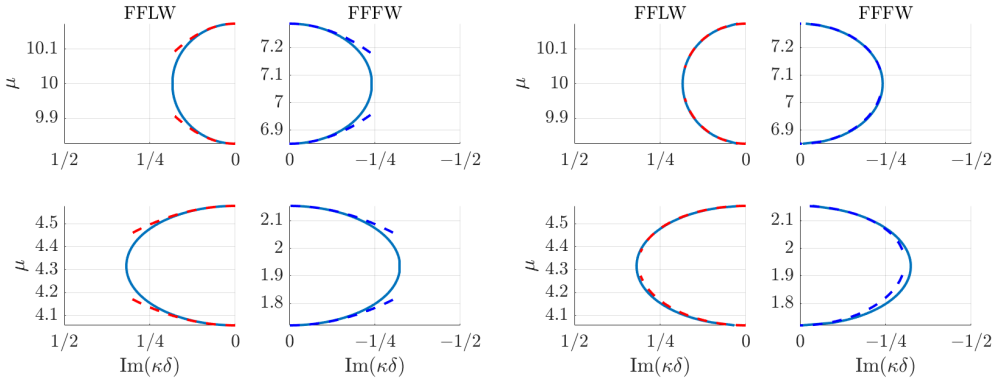 FFLW FFFW FFLW FFFW
10.1 7.2 10.1 7.2
μ 10 7.1 μ 10 7.1
9.9 7 9.9 7
6.9 6.9
1/2 1/4 0 0 −1/4 −1/2 1/2 1/4 0 0 −1/4 −1/2
4.5 2.1 4.5 2.1
4.4 2 4.4 2
μ 4.3 1.9 μ 4.3 1.9
4.2 1.8 4.2 1.8
4.1 4.1
1/2 1/4 0 0 −1/4 −1/2 1/2 1/4 0 0 −1/4 −1/2
Im(κδ) Im(κδ) Im(κδ) Im(κδ)